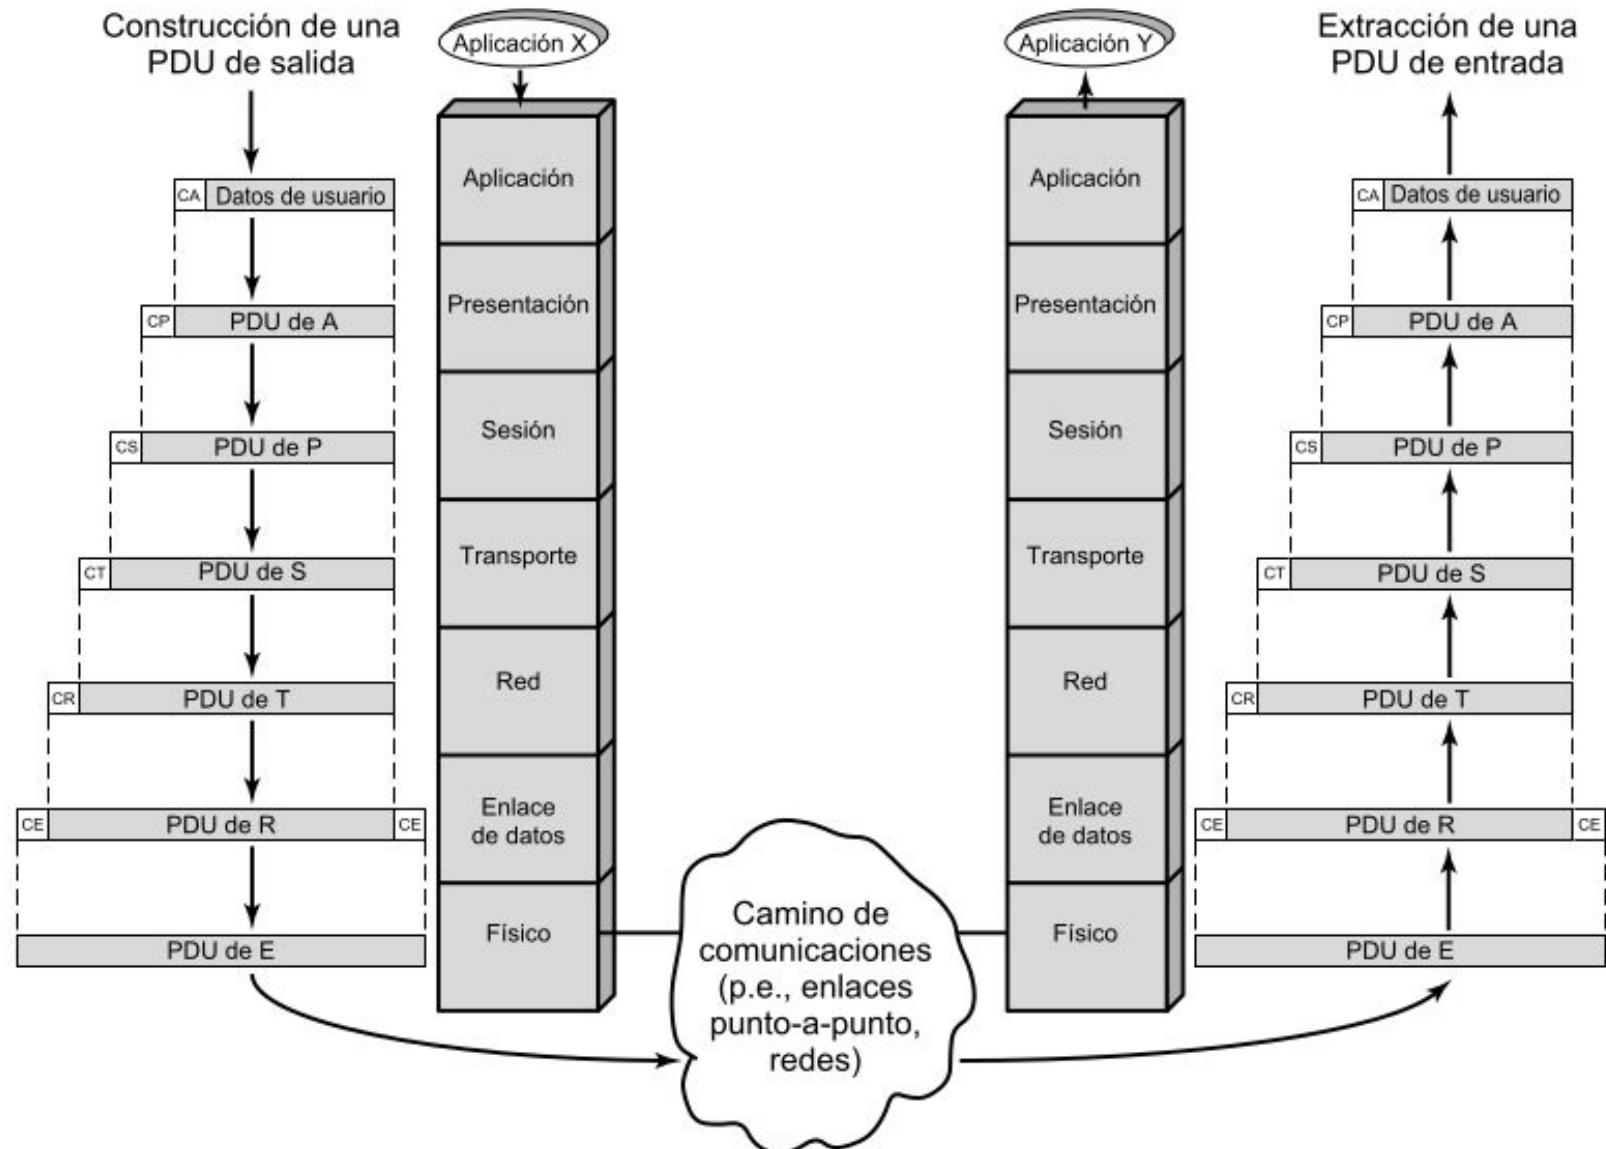 Construcción de una
PDU de salida
Aplicación X
Aplicación Y
Extracción de una
PDU de entrada
CA Datos de usuario
Aplicación
Aplicación
CA Datos de usuario
CP PDU de A
Presentación
Presentación
CP PDU de A
CS PDU de P
Sesión
Sesión
CS PDU de P
CT PDU de S
Transporte
Transporte
CT PDU de S
CR PDU de T
Red
Red
CR PDU de T
CE PDU de R CE
Enlace
de datos
Enlace
de datos
CE PDU de R CE
PDU de E
Físico
Camino de
comunicaciones
(p.e., enlaces
punto-a-punto,
redes)
Físico
PDU de E